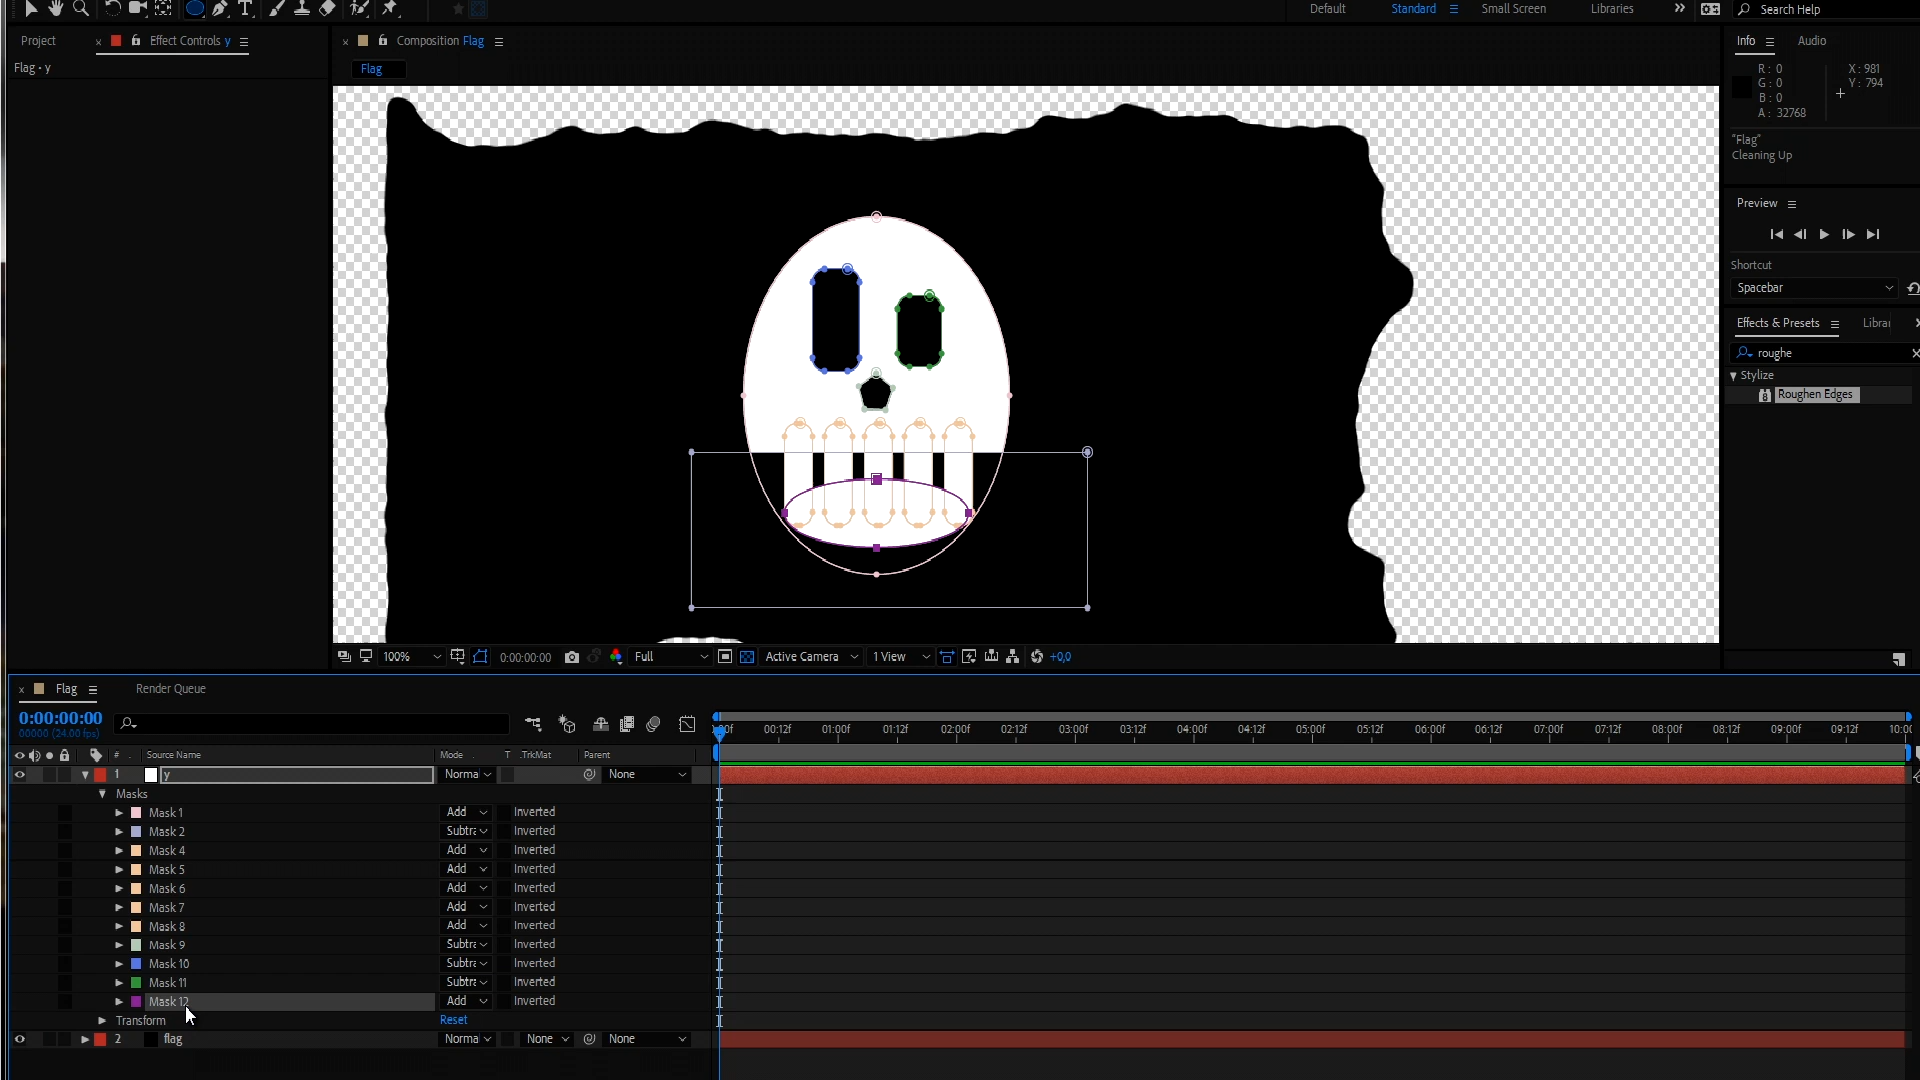 Default
Standard
Small Screen
Libraries
Search Help
Project
Effect Controls y
Composition Flag
Info
Audio
Flag • y
Flag
R: 0
G: 0
B: 0
A: 32768
X: 981
Y: 794
"Flag"
Cleaning Up
Preview
Shortcut
Spacebar
Effects & Presets
Librar
roughe
Stylize
Roughen Edges
100%
0:00:00:00
Full
Active Camera
1 View
+0,0
Flag
Render Queue
0:00:00:00
00000 (24.00 fps)
00:12f
01:00f
01:12f
02:00f
02:12f
03:00f
03:12f
04:00f
04:12f
05:00f
05:12f
06:00f
06:12f
07:00f
07:12f
08:00f
08:12f
09:00f
09:12f
10:00
# Source Name Mode T .TrkMat Parent
1 y Norma None
Masks
Mask 1 Add Inverted
Mask 2 Subtra Inverted
Mask 4 Add Inverted
Mask 5 Add Inverted
Mask 6 Add Inverted
Mask 7 Add Inverted
Mask 8 Add Inverted
Mask 9 Subtra Inverted
Mask 10 Subtra Inverted
Mask 11 Subtra Inverted
Mask 12 Add Inverted
Transform Reset
2 flag Norma None None